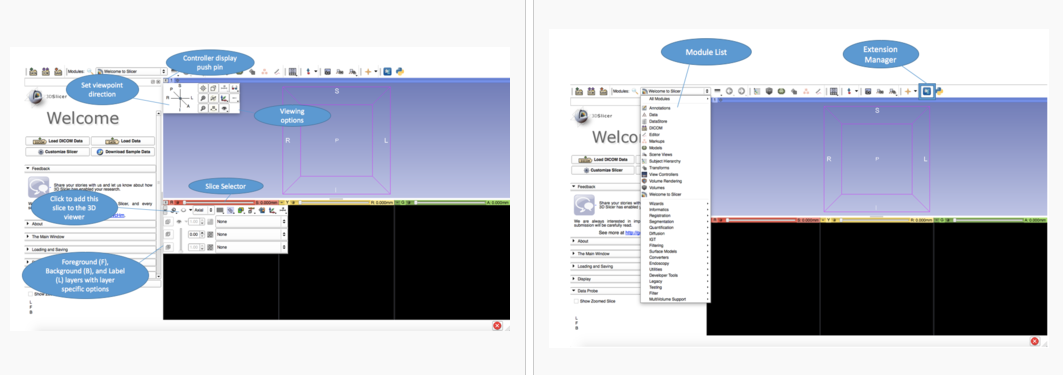 Controller display
push pin
Modules:
Welcome to Slicer
Set viewpoint
direction
S
P
R
L
A
I
3DSlicer
Welcome
Viewing
options
S
R
P
L
I
Load DICOM Data
Load Data
Customize Slicer
Download Sample Data
Feedback
Share your stories with us and let us know about how
3D Slicer has enabled your research.
Slicer, and every
Slice Selector
Click to add this
slice to the 3D
viewer
Axial
None
None
None
About
The Main Window
Loading and Saving
Foreground (F),
Background (B), and Label
(L) layers with layer
specific options
L
F
B
Module List
Extension
Manager
Modules:
Welcome to Slicer
All Modules
Annotations
Data
DataStore
DICOM
Editor
Markups
Models
Scene Views
Subject Hierarchy
Transforms
View Controllers
Volume Rendering
Volumes
Welcome to Slicer
Wizards
Informatics
Registration
Segmentation
Quantification
Diffusion
IGT
Filtering
Surface Models
Converters
Endoscopy
Utilities
Developer Tools
Legacy
Testing
Filter
MultiVolume Support
3DSlicer
Welco
Load DICOM Data
Customize Slicer
Feedback
Share your stories
3D Slicer has enab
We are always interested in imp
submission will be carefully read.
See more at http://
About
The Main Window
Loading and Saving
Display
Data Probe
Show Zoomed Slice
L
F
B
S
R
P
L
I